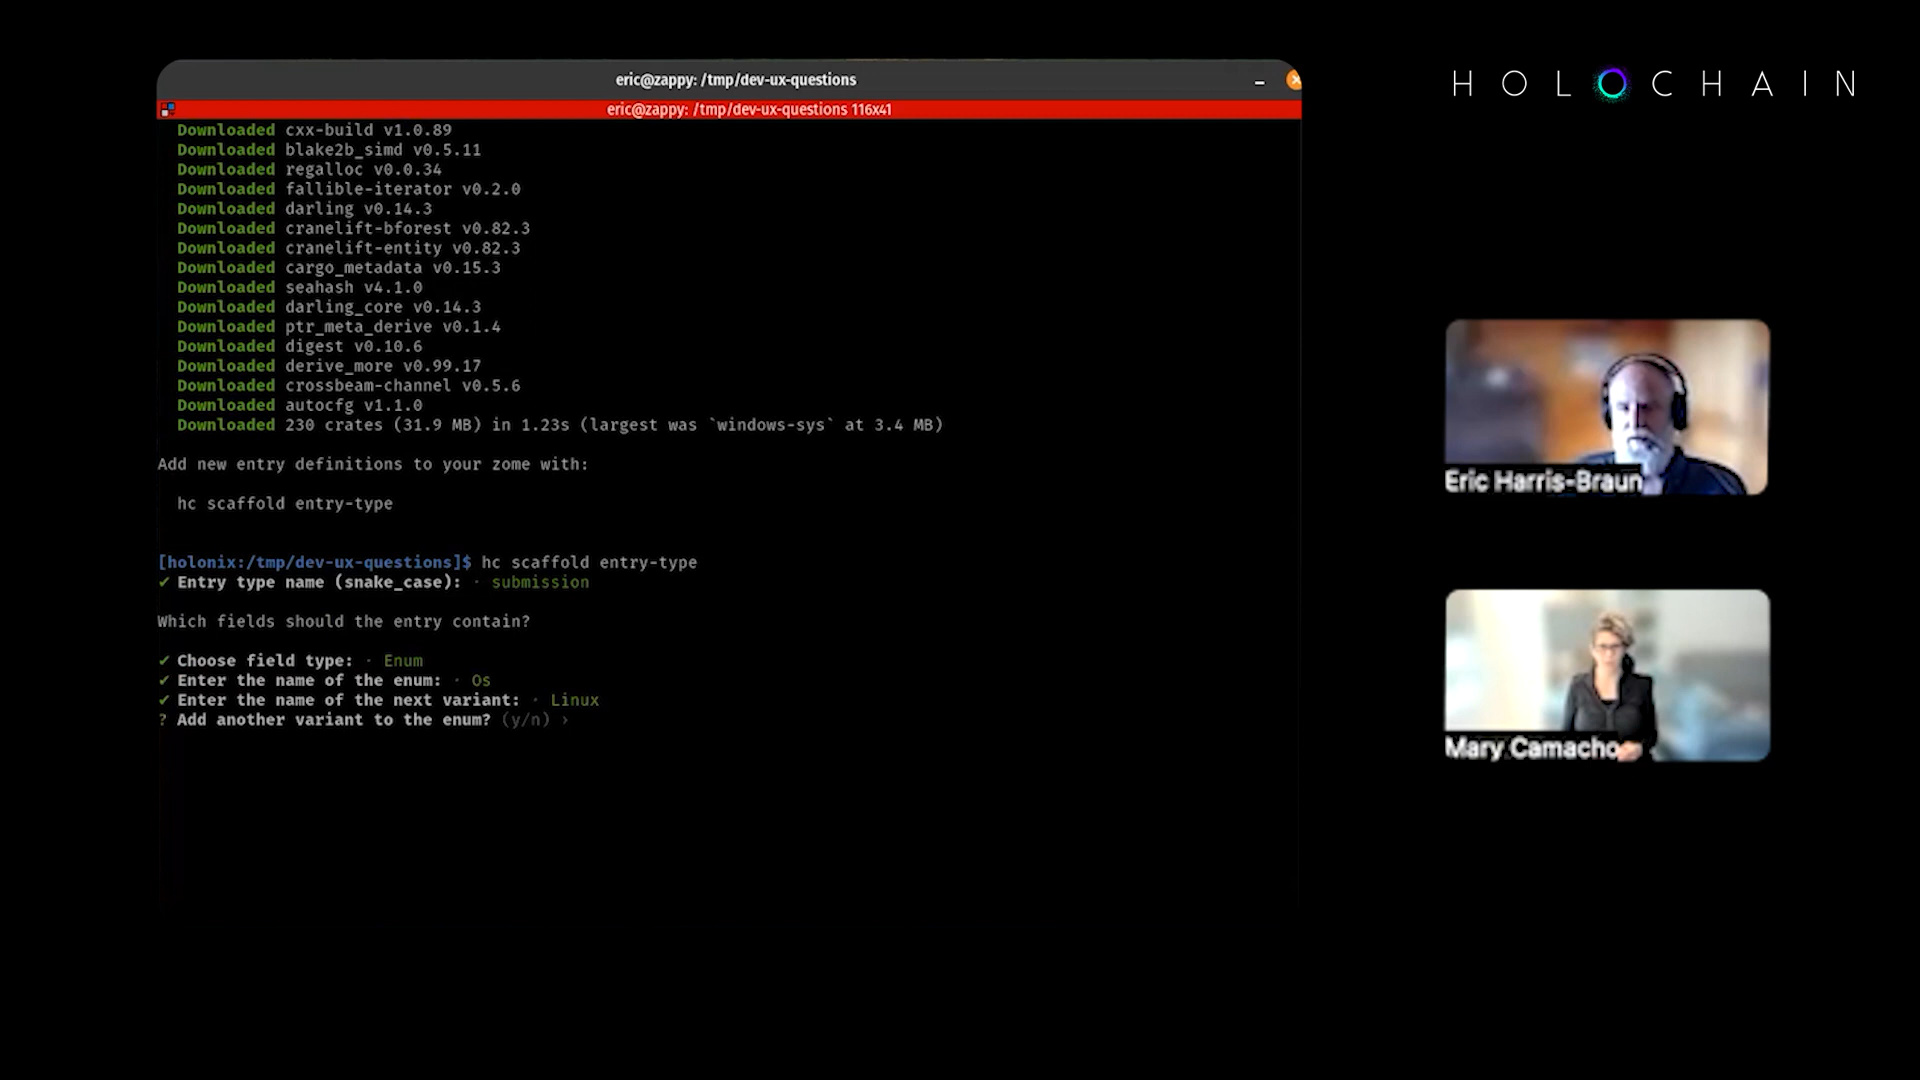 eric@zappy: /tmp/dev-ux-questions
HOLOCHAIN
eric@zappy: /tmp/dev-ux-questions 116x41
Downloaded cxx-build v1.0.89
Downloaded blake2b_simd v0.5.11
Downloaded regalloc v0.0.34
Downloaded fallible-iterator v0.2.0
Downloaded darling v0.14.3
Downloaded cranelift-bforest v0.82.3
Downloaded cranelift-entity v0.82.3
Downloaded cargo_metadata v0.15.3
Downloaded seahash v4.1.0
Downloaded darling_core v0.14.3
Downloaded ptr_meta_derive v0.1.4
Downloaded digest v0.10.6
Downloaded derive_more v0.99.17
Downloaded crossbeam-channel v0.5.6
Downloaded autocfg v1.1.0
Downloaded 230 crates (31.9 MB) in 1.23s (largest was `windows-sys` at 3.4 MB)
Add new entry definitions to your zome with:
hc scaffold entry-type
[holonix:/tmp/dev-ux-questions]$ hc scaffold entry-type
✔ Entry type name (snake_case): · submission
Which fields should the entry contain?
✔ Choose field type: · Enum
✔ Enter the name of the enum: · Os
✔ Enter the name of the next variant: · Linux
? Add another variant to the enum? (y/n) ›
Eric Harris-Braun
Mary Camacho